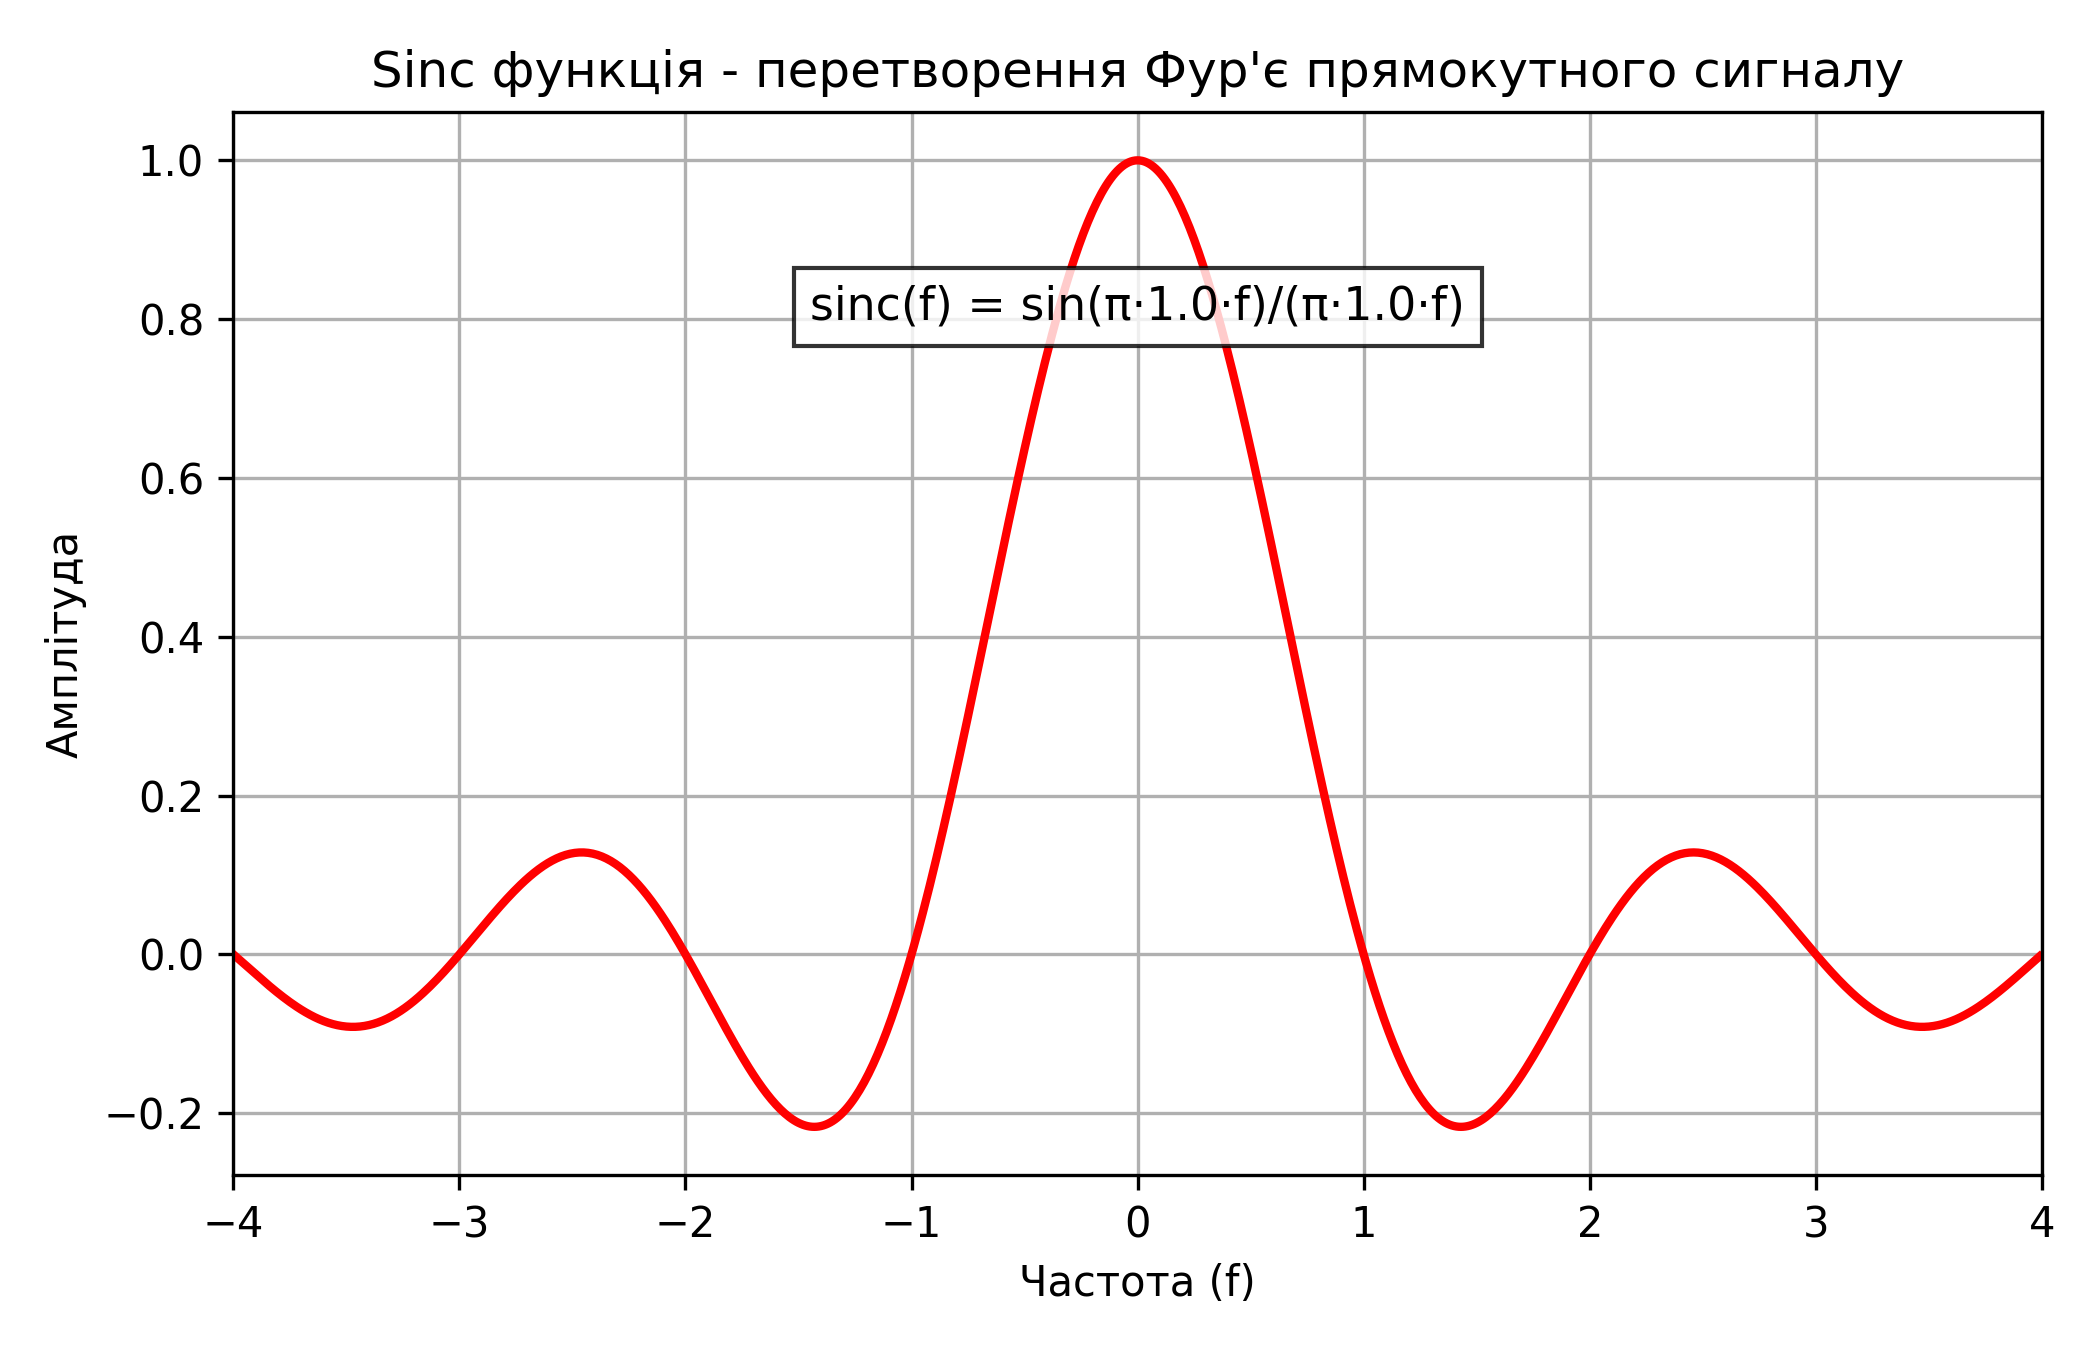 Sinc функція - перетворення Фур'є прямокутного сигналу
1.0
sinc(f) = sin(π·1.0·f)/(π·1.0·f)
0.8
0.6
Амплітуда
0.4
0.2
0.0
−0.2
−4 −3 −2 −1 0 1 2 3 4
Частота (f)